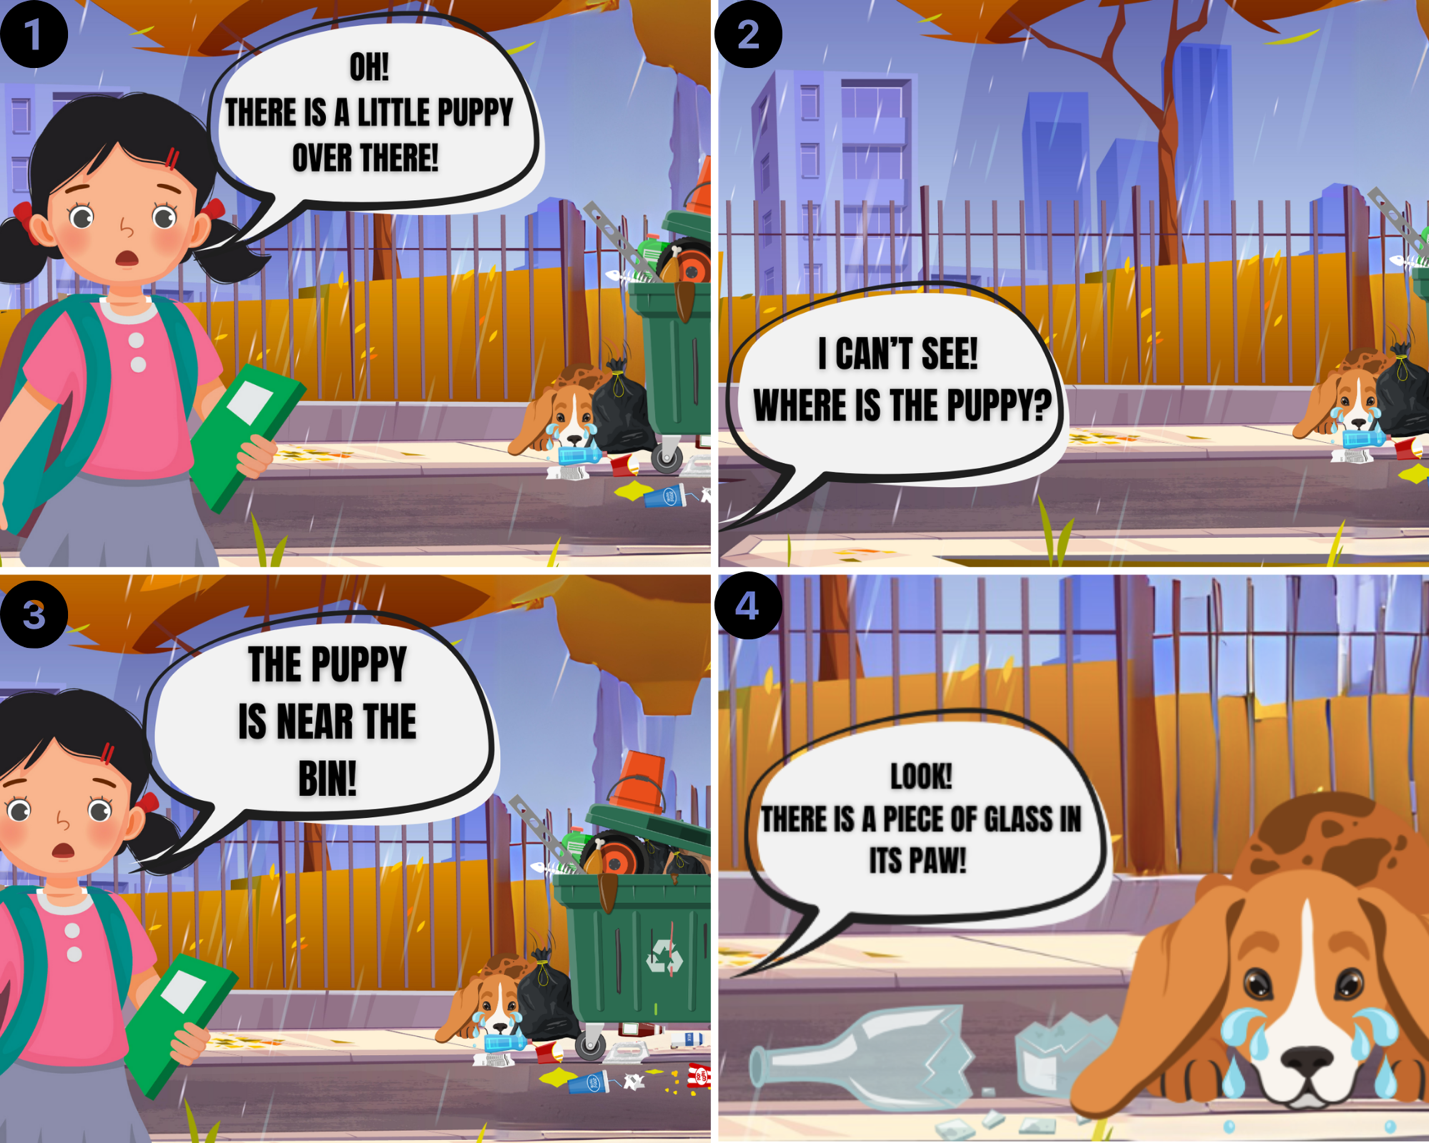 1
OH!
THERE IS A LITTLE PUPPY
OVER THERE!
2
I CAN'T SEE!
WHERE IS THE PUPPY?
3
THE PUPPY
IS NEAR THE
BIN!
4
LOOK!
THERE IS A PIECE OF GLASS IN
ITS PAW!